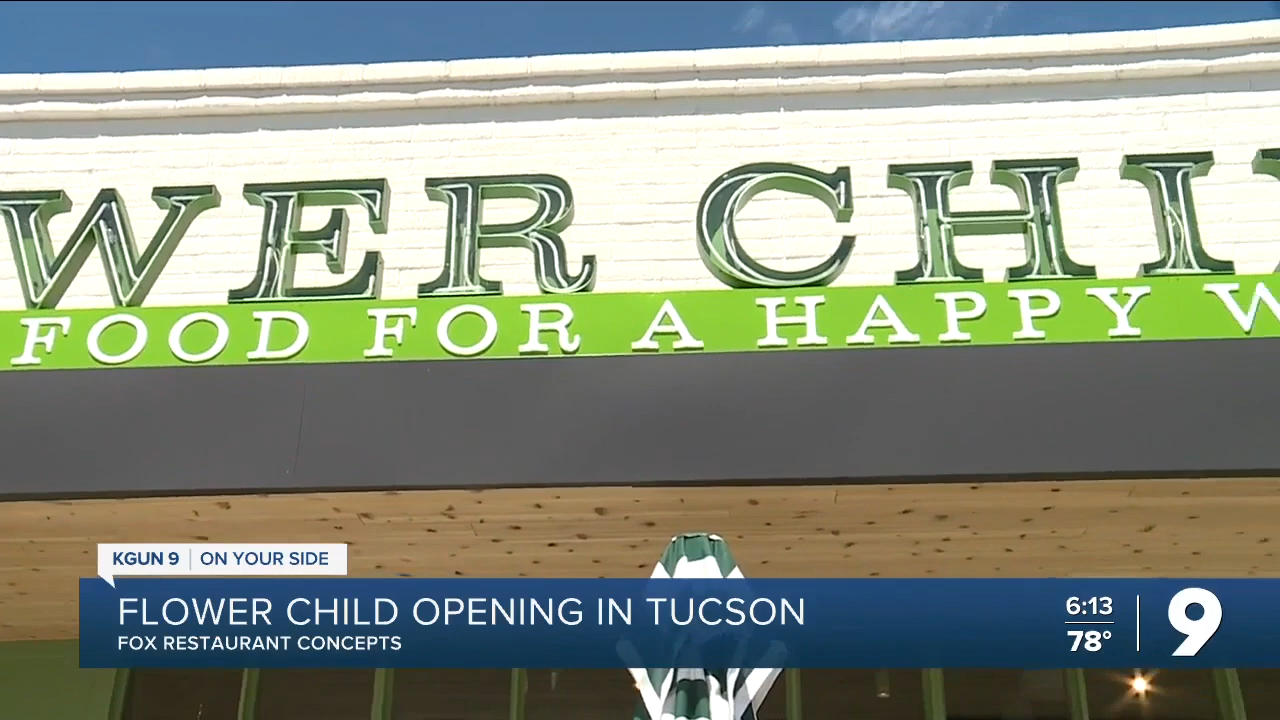 WER CHI
FOOD FOR A HAPPY W
KGUN 9 | ON YOUR SIDE
FLOWER CHILD OPENING IN TUCSON
FOX RESTAURANT CONCEPTS
6:13
78°
9